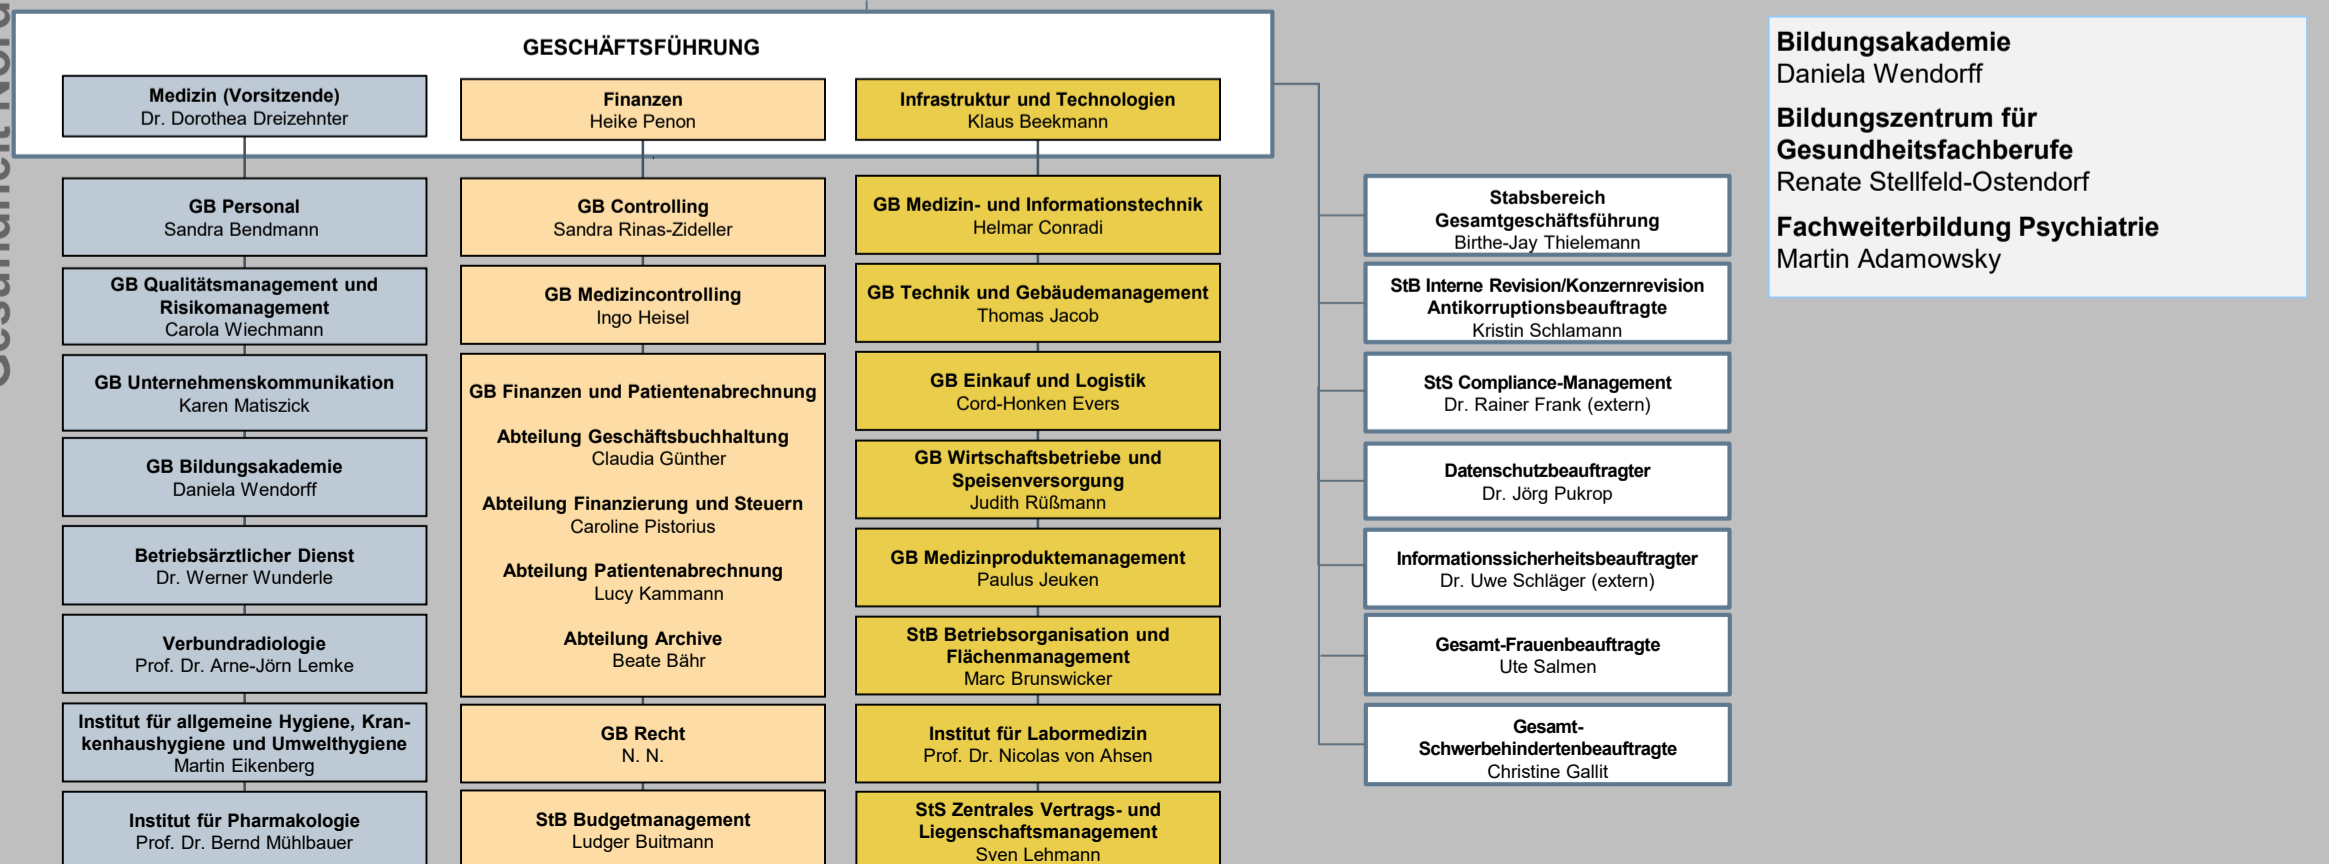 GESCHÄFTSFÜHRUNG
Medizin (Vorsitzende)
Dr. Dorothea Dreizehnter
GB Personal
Sandra Bendmann
GB Qualitätsmanagement und
Risikomanagement
Carola Wiechmann
GB Unternehmenskommunikation
Karen Matiszick
GB Bildungsakademie
Daniela Wendorff
Betriebsärztlicher Dienst
Dr. Werner Wunderle
Verbundradiologie
Prof. Dr. Arne-Jörn Lemke
Institut für allgemeine Hygiene, Kran-
kenhaushygiene und Umwelthygiene
Martin Eikenberg
Institut für Pharmakologie
Prof. Dr. Bernd Mühlbauer
Finanzen
Heike Penon
GB Controlling
Sandra Rinas-Zideller
GB Medizincontrolling
Ingo Heisel
GB Finanzen und Patientenabrechnung
Abteilung Geschäftsbuchhaltung
Claudia Günther
Abteilung Finanzierung und Steuern
Caroline Pistorius
Abteilung Patientenabrechnung
Lucy Kammann
Abteilung Archive
Beate Bähr
GB Recht
N. N.
StB Budgetmanagement
Ludger Buitmann
Infrastruktur und Technologien
Klaus Beekmann
GB Medizin- und Informationstechnik
Helmar Conradi
GB Technik und Gebäudemanagement
Thomas Jacob
GB Einkauf und Logistik
Cord-Honken Evers
GB Wirtschaftsbetriebe und
Speisenversorgung
Judith Rüßmann
GB Medizinproduktemanagement
Paulus Jeuken
StB Betriebsorganisation und
Flächenmanagement
Marc Brunswicker
Institut für Labormedizin
Prof. Dr. Nicolas von Ahsen
StS Zentrales Vertrags- und
Liegenschaftsmanagement
Sven Lehmann
Stabsbereich
Gesamtgeschäftsführung
Birthe-Jay Thielemann
StB Interne Revision/Konzernrevision
Antikorruptionsbeauftragte
Kristin Schlamann
StS Compliance-Management
Dr. Rainer Frank (extern)
Datenschutzbeauftragter
Dr. Jörg Pukrop
Informationssicherheitsbeauftragter
Dr. Uwe Schläger (extern)
Gesamt-Frauenbeauftragte
Ute Salmen
Gesamt-
Schwerbehindertenbeauftragte
Christine Gallit
Bildungsakademie
Daniela Wendorff
Bildungszentrum für
Gesundheitsfachberufe
Renate Stellfeld-Ostendorf
Fachweiterbildung Psychiatrie
Martin Adamowsky